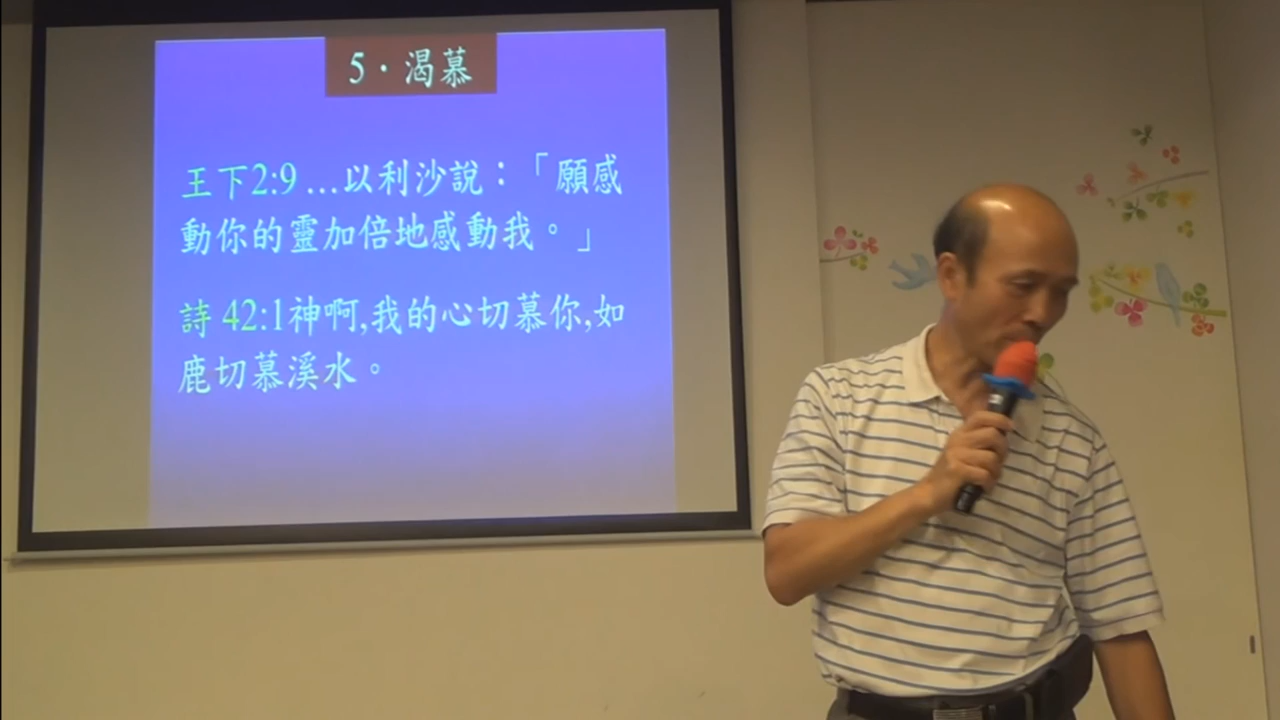 5·渴慕
王下2:9 …以利沙說：「願感
動你的靈加倍地感動我。」
詩 42:1神啊,我的心切慕你,如
鹿切慕溪水。